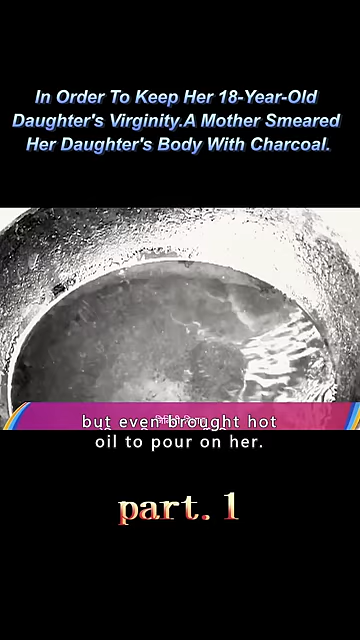 In Order To Keep Her 18-Year-Old
Daughter's Virginity.A Mother Smeared
Her Daughter's Body With Charcoal.
but even brought hot
oil to pour on her.
part.1